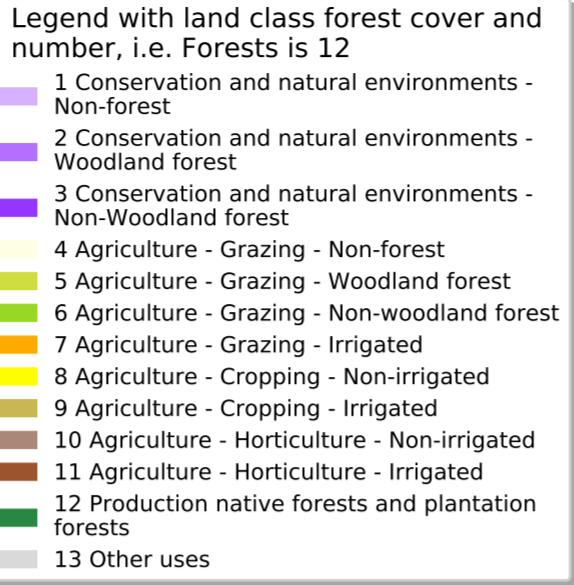 Legend with land class forest cover and
number, i.e. Forests is 12
1 Conservation and natural environments -
Non-forest
2 Conservation and natural environments -
Woodland forest
3 Conservation and natural environments -
Non-Woodland forest
4 Agriculture - Grazing - Non-forest
5 Agriculture - Grazing - Woodland forest
6 Agriculture - Grazing - Non-woodland forest
7 Agriculture - Grazing - Irrigated
8 Agriculture - Cropping - Non-irrigated
9 Agriculture - Cropping - Irrigated
10 Agriculture - Horticulture - Non-irrigated
11 Agriculture - Horticulture - Irrigated
12 Production native forests and plantation
forests
13 Other uses